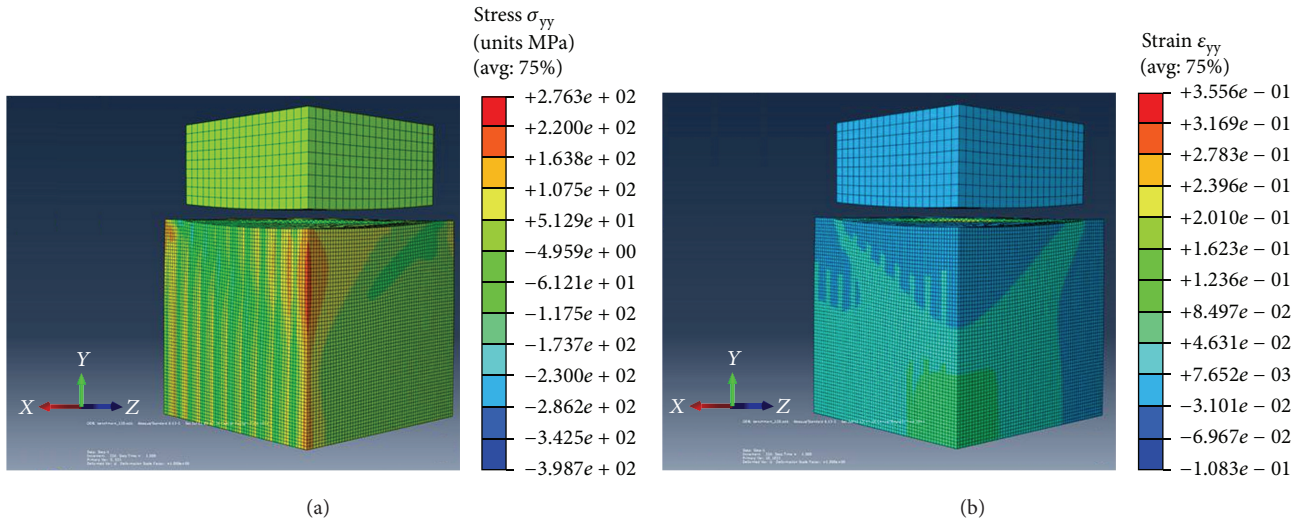 Stress σyy
(units MPa)
(avg: 75%)
+2.763e + 02
+2.200e + 02
+1.638e + 02
+1.075e + 02
+5.129e + 01
−4.959e + 00
−6.121e + 01
−1.175e + 02
−1.737e + 02
−2.300e + 02
−2.862e + 02
−3.425e + 02
−3.987e + 02
Y
X
Z
(a)
Strain εyy
(avg: 75%)
+3.556e − 01
+3.169e − 01
+2.783e − 01
+2.396e − 01
+2.010e − 01
+1.623e − 01
+1.236e − 01
+8.497e − 02
+4.631e − 02
+7.652e − 03
−3.101e − 02
−6.967e − 02
−1.083e − 01
Y
X
Z
(b)